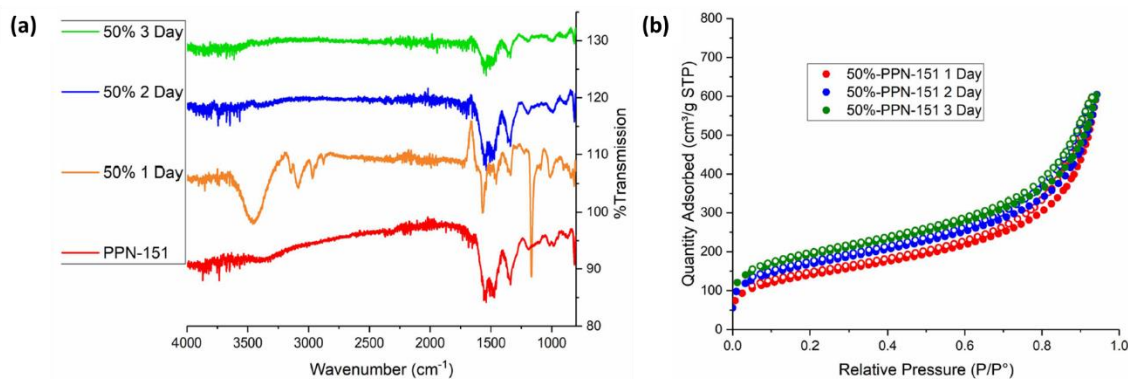 (a)
50% 3 Day
50% 2 Day
50% 1 Day
PPN-151
130
120
110
100
90
80
%Transmission
4000 3500 3000 2500 2000 1500 1000
Wavenumber (cm⁻¹)
(b)
800
700
600
500
400
300
200
100
0
Quantity Adsorbed (cm³/g STP)
50%-PPN-151 1 Day
50%-PPN-151 2 Day
50%-PPN-151 3 Day
0.0 0.2 0.4 0.6 0.8 1.0
Relative Pressure (P/P°)